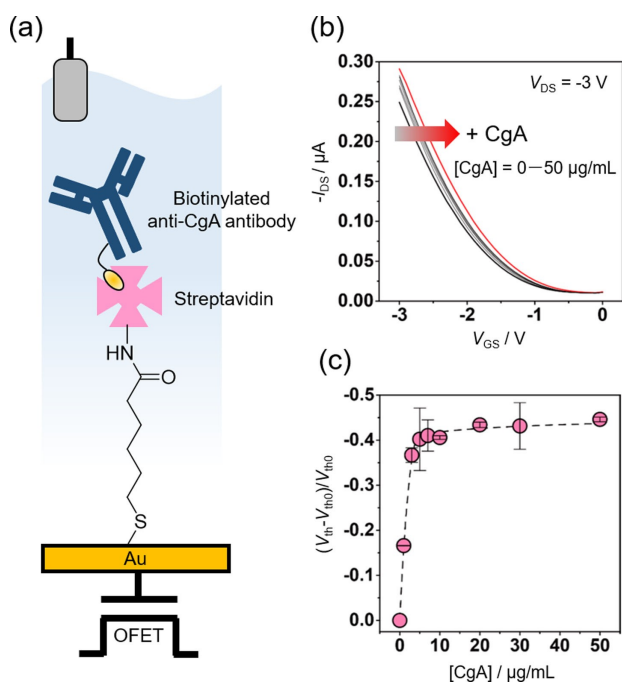 (a)
Biotinylated
anti-CgA antibody
Streptavidin
HN
O
S
Au
OFET
(b)
0.30
0.25
0.20
0.15
0.10
0.05
0.00
-I_DS / μA
V_DS = -3 V
+ CgA
[CgA] = 0—50 μg/mL
-3
-2
-1
0
V_GS / V
(c)
-0.5
-0.4
-0.3
-0.2
-0.1
0.0
(V_th-V_th0)/V_th0
0
10
20
30
40
50
[CgA] / μg/mL